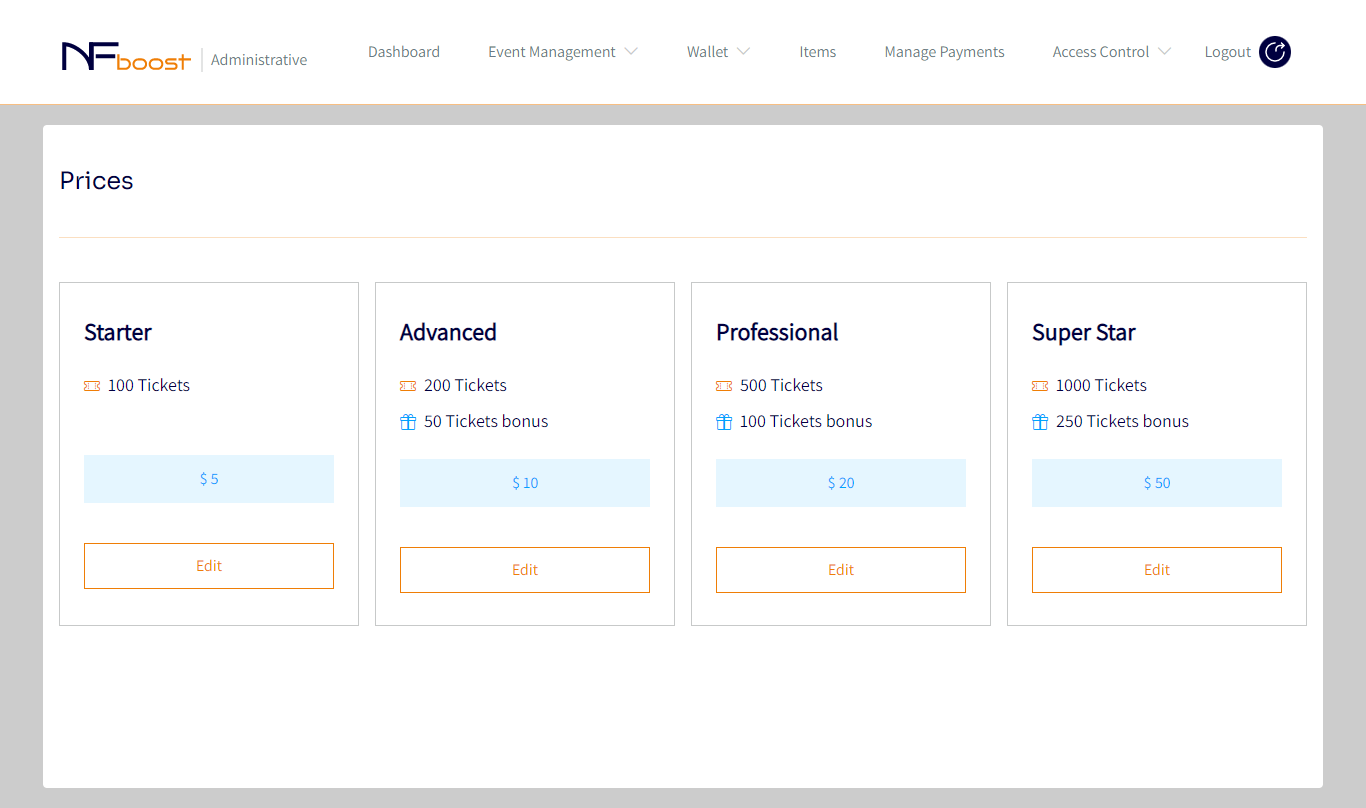 NFboost Administrative Dashboard Event Management Wallet Items Manage Payments Access Control Logout
Prices
Starter
100 Tickets
$ 5
Edit
Advanced
200 Tickets
50 Tickets bonus
$ 10
Edit
Professional
500 Tickets
100 Tickets bonus
$ 20
Edit
Super Star
1000 Tickets
250 Tickets bonus
$ 50
Edit